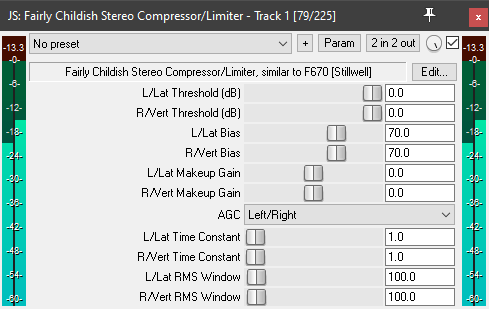 JS: Fairly Childish Stereo Compressor/Limiter - Track 1 [79/225]
-13.3 No preset + Param 2 in 2 out -13.3
Fairly Childish Stereo Compressor/Limiter, similar to F670 [Stillwell] Edit...
L/Lat Threshold (dB) 0.0
-6- R/Vert Threshold (dB) 0.0 -6-
-12- L/Lat Bias 70.0 -12-
-18- R/Vert Bias 70.0 -18-
-24- L/Lat Makeup Gain 0.0 -24-
-30- R/Vert Makeup Gain 0.0 -30-
-36- AGC Left/Right -36-
-42- L/Lat Time Constant 1.0 -42-
-48- R/Vert Time Constant 1.0 -48-
-54- L/Lat RMS Window 100.0 -54-
-60- R/Vert RMS Window 100.0 -60-